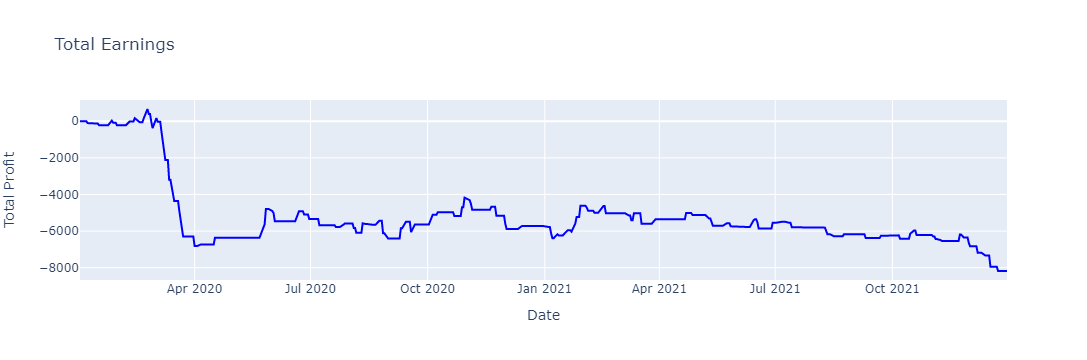 Total Earnings
Total Profit
0
−2000
−4000
−6000
−8000
Apr 2020
Jul 2020
Oct 2020
Jan 2021
Apr 2021
Jul 2021
Oct 2021
Date